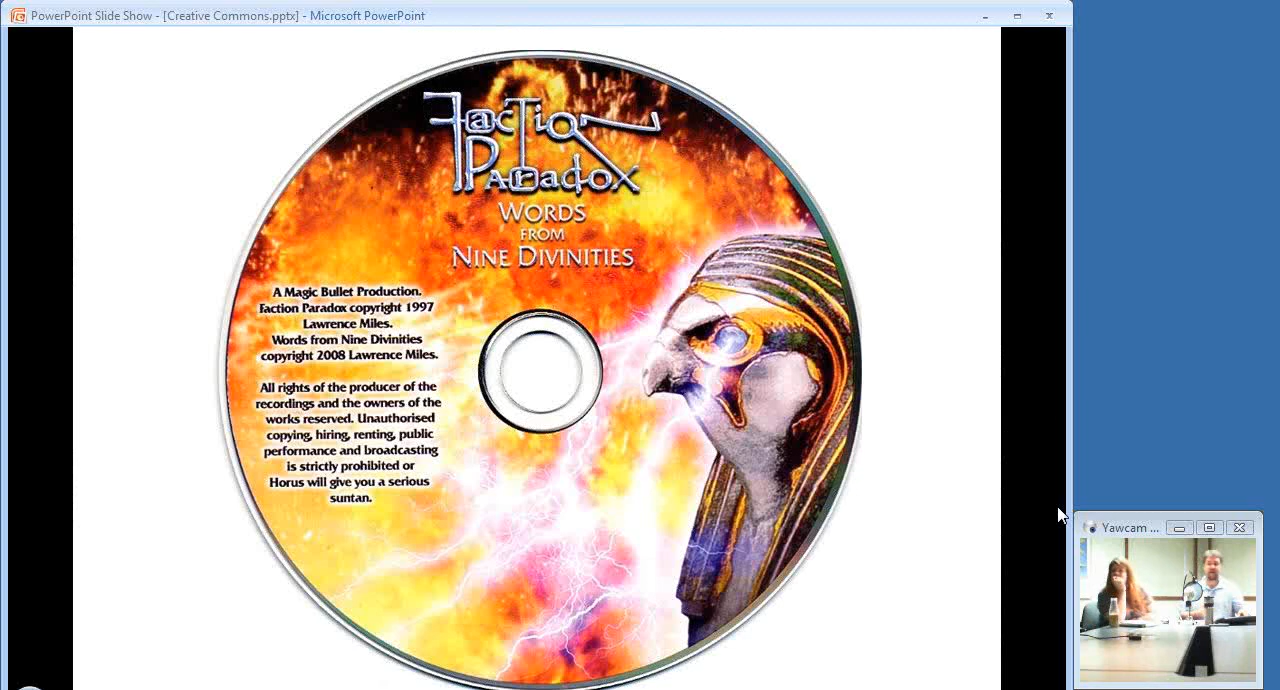 PowerPoint Slide Show - [Creative Commons.pptx] - Microsoft PowerPoint
Faction
Paradox
WORDS
FROM
NINE DIVINITIES
A Magic Bullet Production.
Faction Paradox copyright 1997
Lawrence Miles.
Words from Nine Divinities
copyright 2008 Lawrence Miles.
All rights of the producer of the
recordings and the owners of the
works reserved. Unauthorised
copying, hiring, renting, public
performance and broadcasting
is strictly prohibited or
Horus will give you a serious
suntan.
Yawcam ...